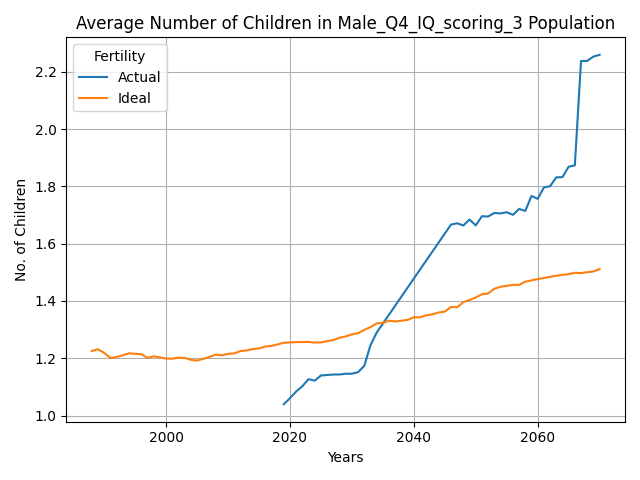 Average Number of Children in Male_Q4_IQ_scoring_3 Population
Fertility
Actual
Ideal
2.2
2.0
1.8
1.6
1.4
1.2
1.0
No. of Children
2000
2020
2040
2060
Years